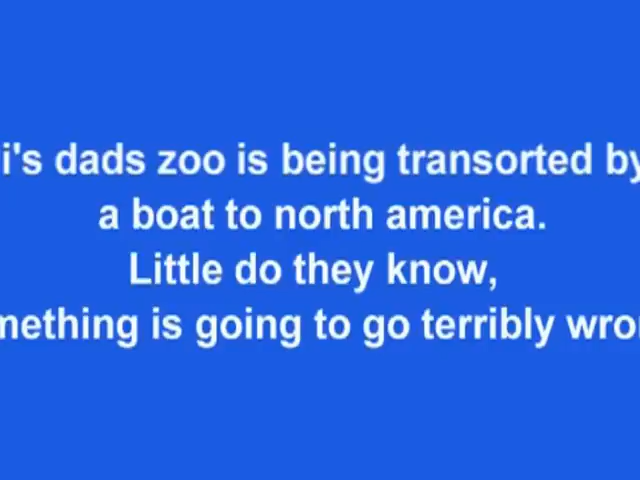 i's dads zoo is being transorted by
a boat to north america.
Little do they know,
mething is going to go terribly wro